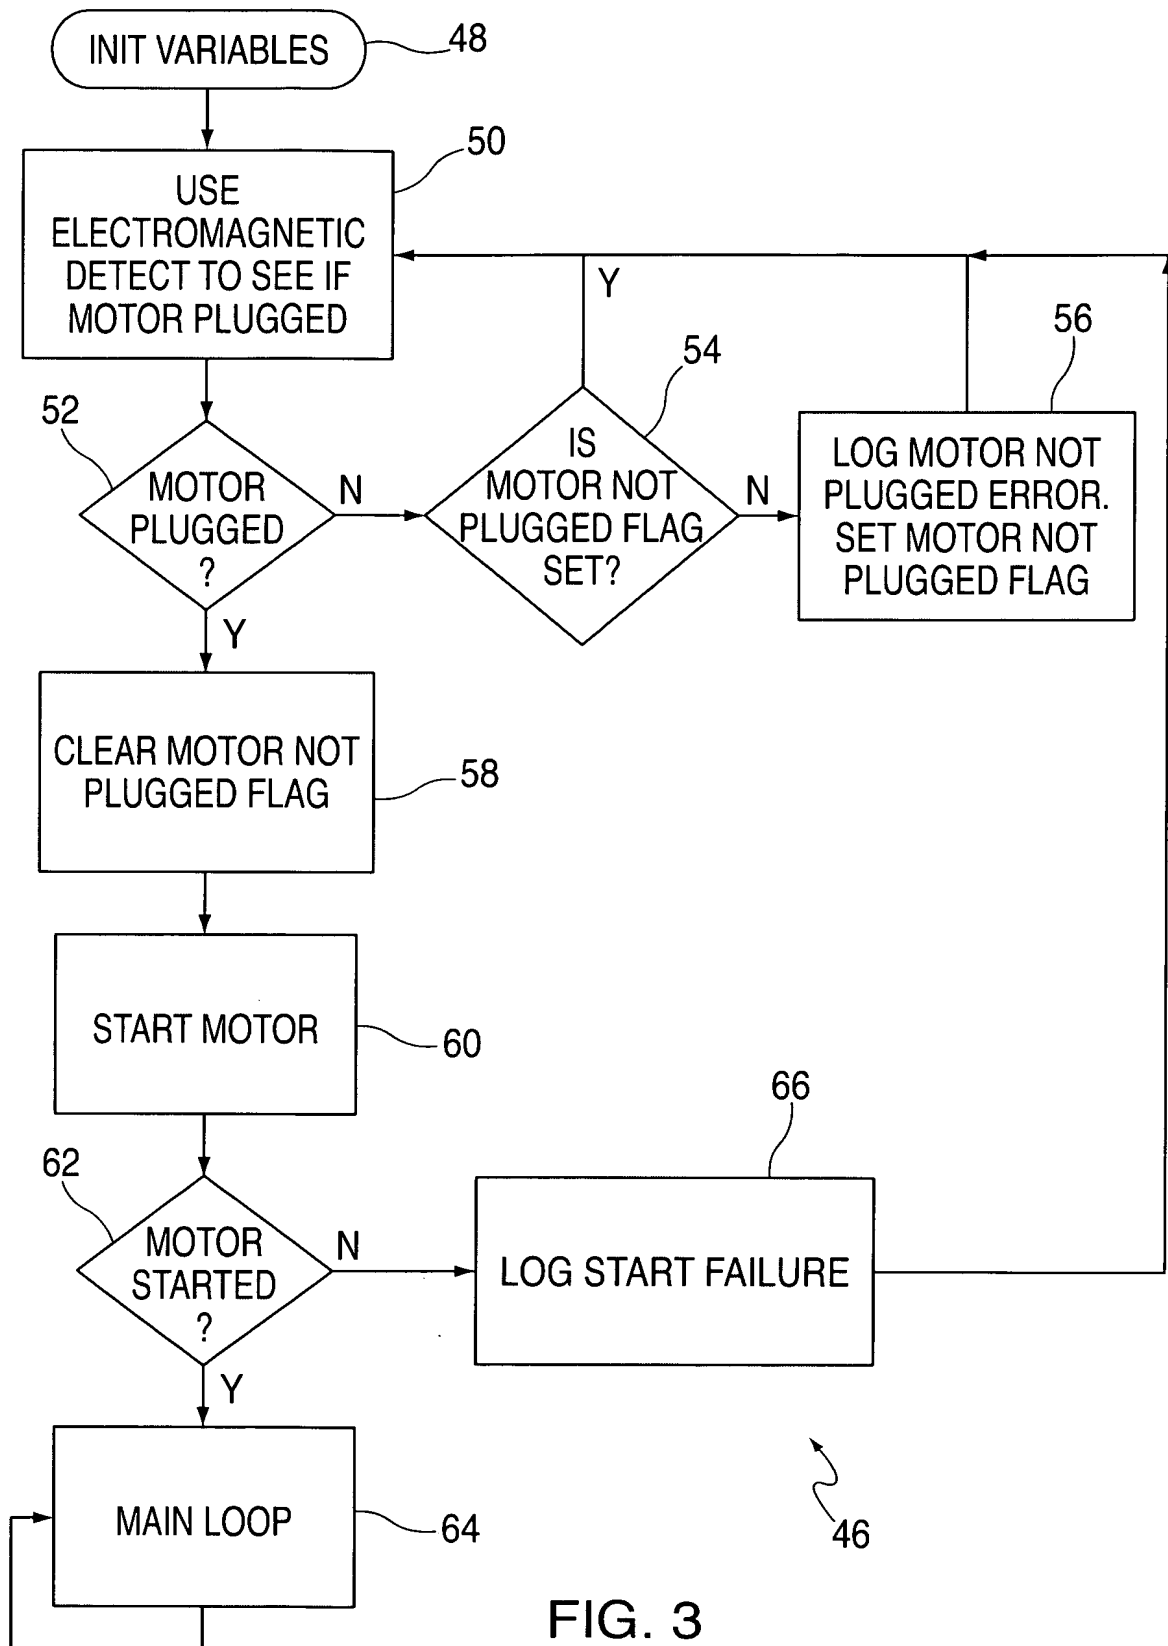 INIT VARIABLES
48
USE
ELECTROMAGNETIC
DETECT TO SEE IF
MOTOR PLUGGED
50
52
MOTOR
PLUGGED
?
N
Y
IS
MOTOR NOT
PLUGGED FLAG
SET?
54
Y
N
LOG MOTOR NOT
PLUGGED ERROR.
SET MOTOR NOT
PLUGGED FLAG
56
CLEAR MOTOR NOT
PLUGGED FLAG
58
START MOTOR
60
62
MOTOR
STARTED
?
N
Y
LOG START FAILURE
66
MAIN LOOP
64
46
FIG. 3